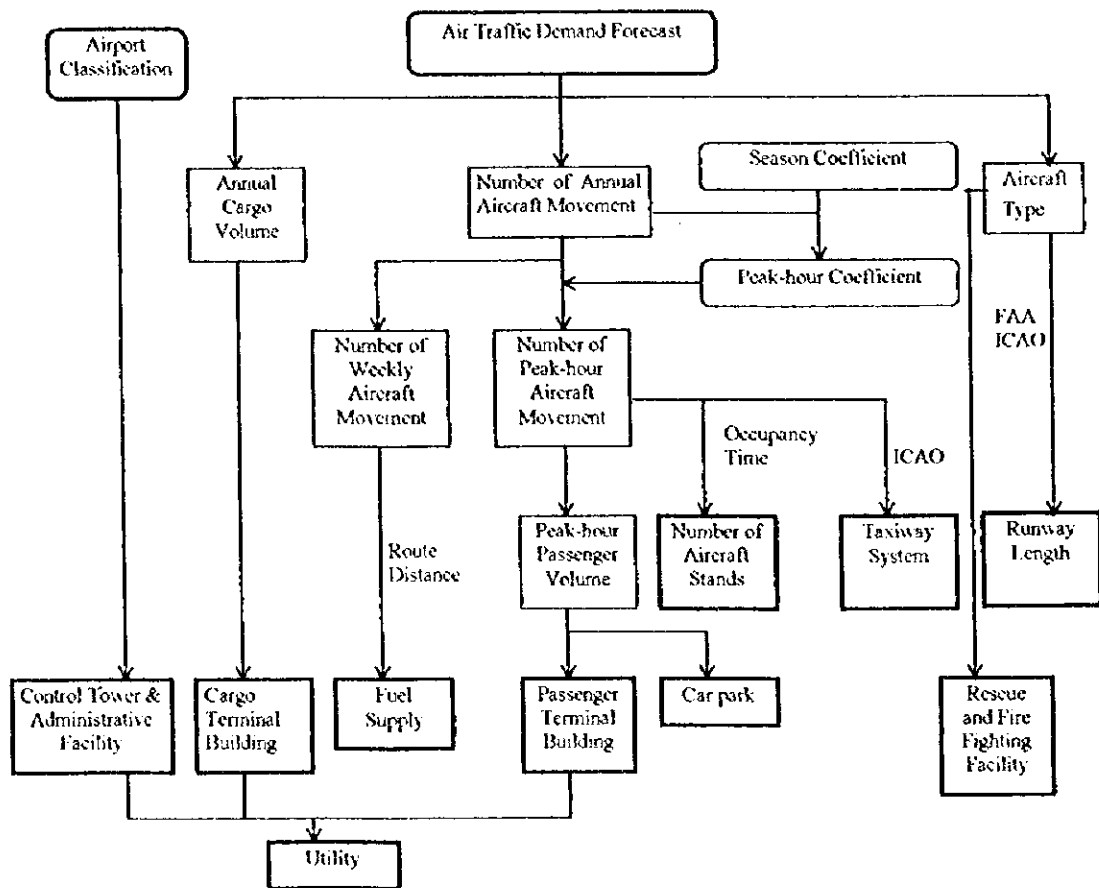 Airport
Classification
Air Traffic Demand Forecast
Annual
Cargo
Volume
Number of Annual
Aircraft Movement
Season Coefficient
Aircraft
Type
Peak-hour Coefficient
Number of
Weekly
Aircraft
Movement
Number of
Peak-hour
Aircraft
Movement
FAA
ICAO
Occupancy
Time
ICAO
Route
Distance
Peak-hour
Passenger
Volume
Number of
Aircraft
Stands
Taxiway
System
Runway
Length
Control Tower &
Administrative
Facility
Cargo
Terminal
Building
Fuel
Supply
Passenger
Terminal
Building
Car park
Rescue
and Fire
Fighting
Facility
Utility